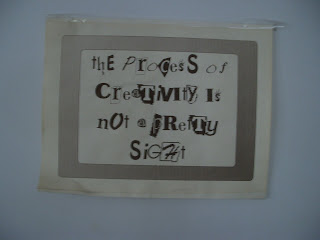 thE PrOCesS of
CreATIVITy Is
nOt a pREtTy
SiGHt